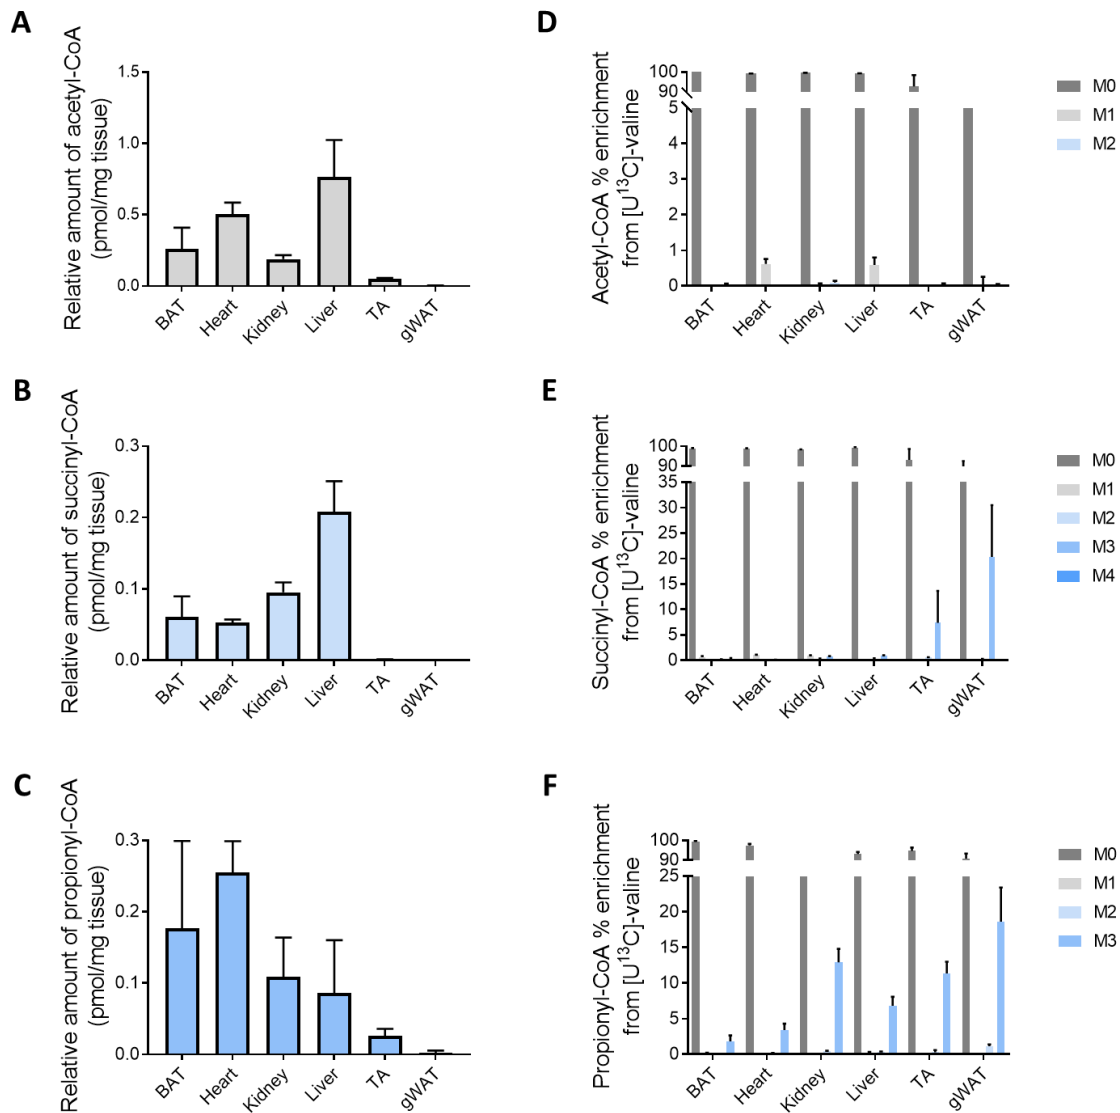 A
Relative amount of acetyl-CoA
(pmol/mg tissue)
1.5
1.0
0.5
0.0
BAT
Heart
Kidney
Liver
TA
gWAT
D
Acetyl-CoA % enrichment
from [U¹³C]-valine
100
90
5
4
3
2
1
0
BAT
Heart
Kidney
Liver
TA
gWAT
M0
M1
M2
B
Relative amount of succinyl-CoA
(pmol/mg tissue)
0.3
0.2
0.1
0.0
BAT
Heart
Kidney
Liver
TA
gWAT
E
Succinyl-CoA % enrichment
from [U¹³C]-valine
100
90
35
30
25
20
15
10
5
0
BAT
Heart
Kidney
Liver
TA
gWAT
M0
M1
M2
M3
M4
C
Relative amount of propionyl-CoA
(pmol/mg tissue)
0.3
0.2
0.1
0.0
BAT
Heart
Kidney
Liver
TA
gWAT
F
Propionyl-CoA % enrichment
from [U¹³C]-valine
100
90
25
20
15
10
5
0
BAT
Heart
Kidney
Liver
TA
gWAT
M0
M1
M2
M3